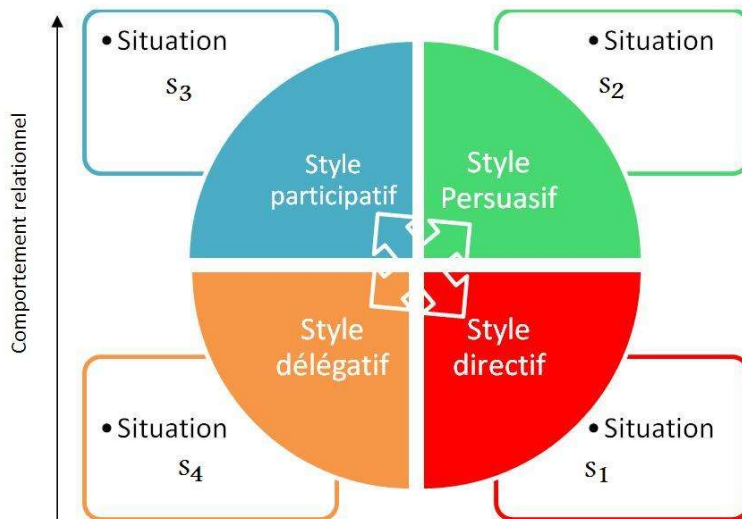 • Situation
s3
• Situation
s2
Comportement relationnel
Style
participatif
Style
Persuasif
Style
délégatif
Style
directif
• Situation
s4
• Situation
s1